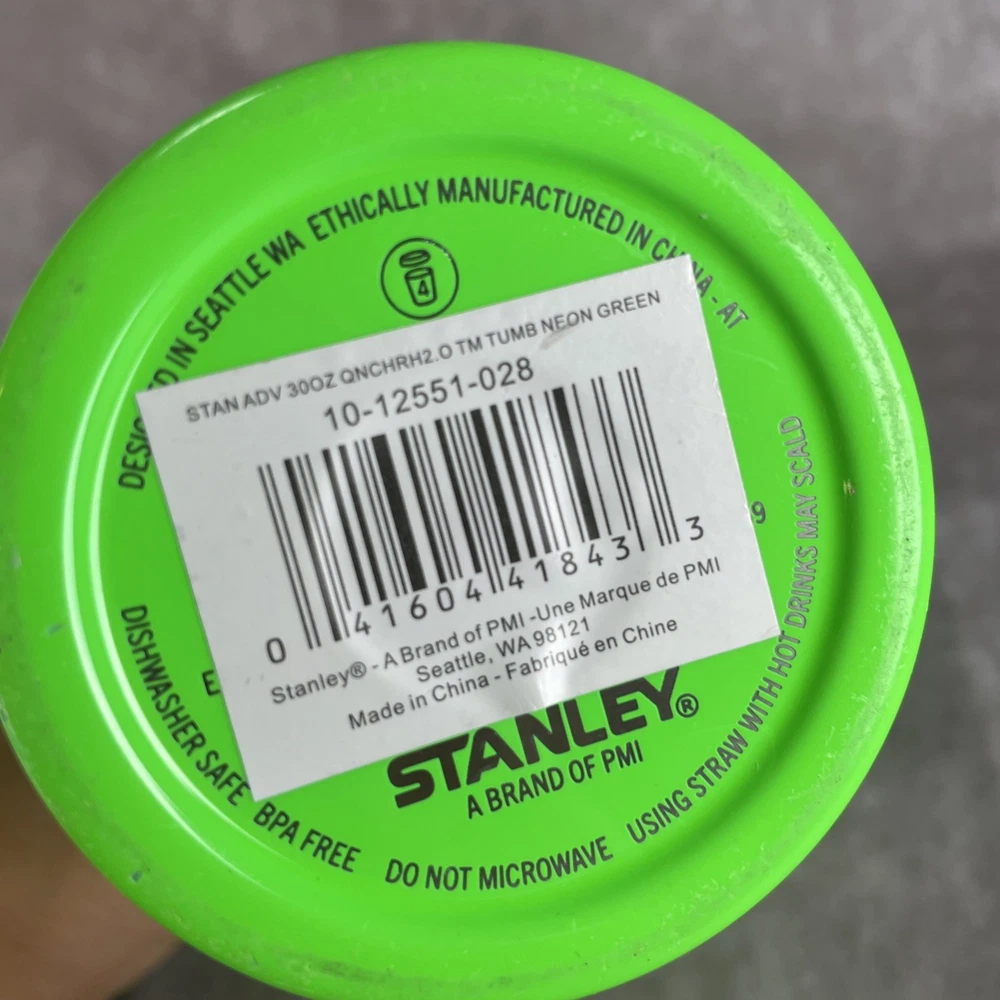 ETHICALLY MANUFACTURED IN CHINA - AT
IN SEATTLE WA
4
STAN ADV 30OZ QNCHRH2.O TM TUMB NEON GREEN
10-12551-028
0 41604 41843 3
Stanley® - A Brand of PMI -Une Marque de PMI
Seattle, WA 98121
Made in China - Fabriqué en Chine
STANLEY®
A BRAND OF PMI
DISHWASHER SAFE
BPA FREE
DO NOT MICROWAVE
USING STRAW WITH HOT DRINKS MAY SCALD